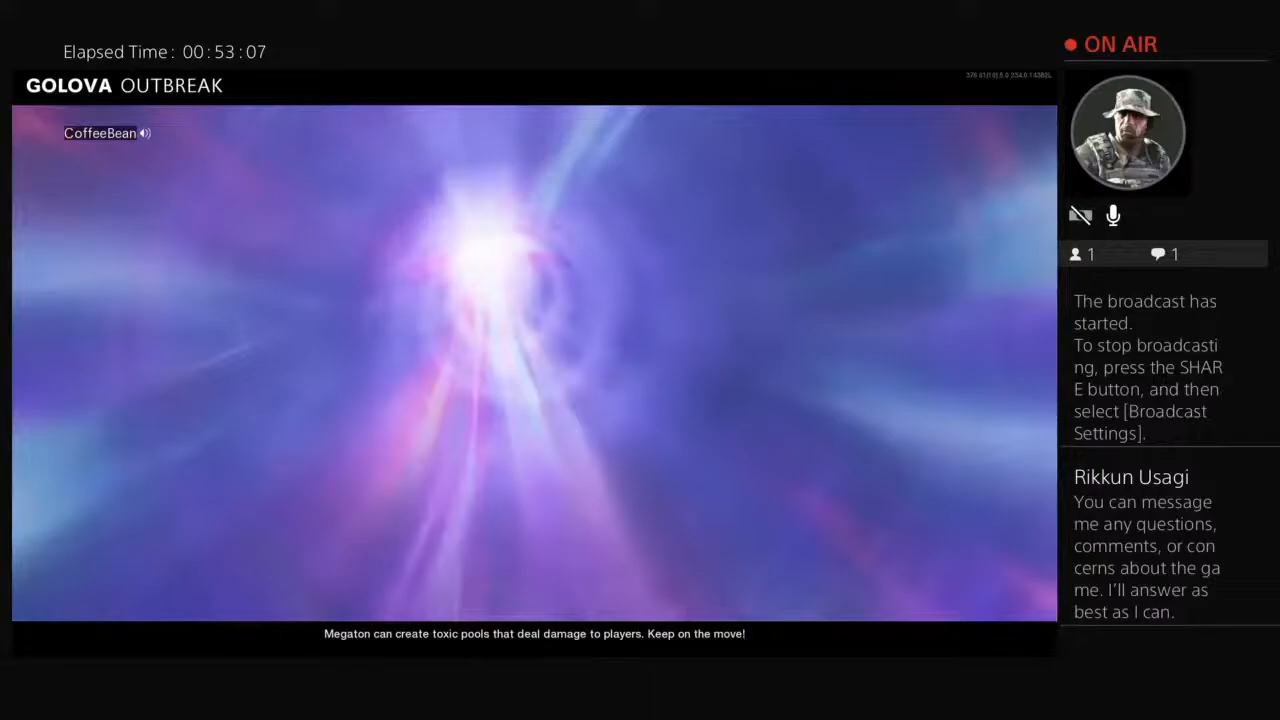 Elapsed Time: 00:53:07
ON AIR
GOLOVA OUTBREAK
CoffeeBean
1
1
The broadcast has
started.
To stop broadcasti
ng, press the SHAR
E button, and then
select [Broadcast
Settings].
Rikkun Usagi
You can message
me any questions,
comments, or con
cerns about the ga
me. I'll answer as
best as I can.
Megaton can create toxic pools that deal damage to players. Keep on the move!